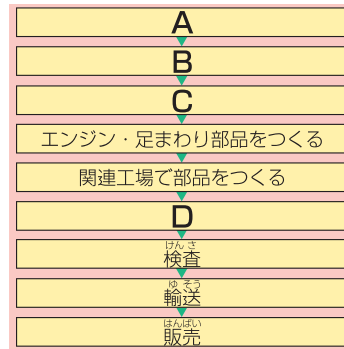 A
B
C
エンジン・足まわり部品をつくる
関連工場で部品をつくる
D
けんさ
検査
ゆそう
輸送
はんばい
販売